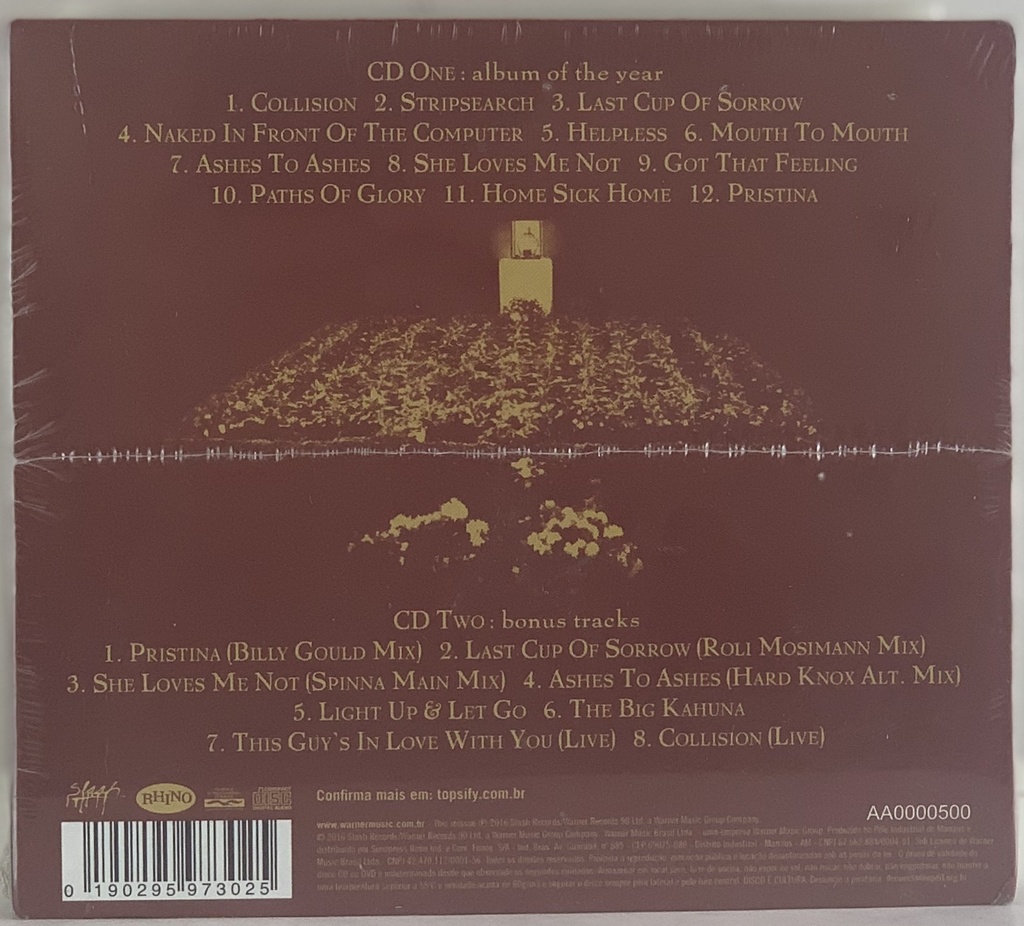 CD ONE: album of the year
1. COLLISION 2. STRIPSEARCH 3. LAST CUP OF SORROW
4. NAKED IN FRONT OF THE COMPUTER 5. HELPLESS 6. MOUTH TO MOUTH
7. ASHES TO ASHES 8. SHE LOVES ME NOT 9. GOT THAT FEELING
10. PATHS OF GLORY 11. HOME SICK HOME 12. PRISTINA
CD TWO: bonus tracks
1. PRISTINA (BILLY GOULD MIX) 2. LAST CUP OF SORROW (ROLI MOSIMANN MIX)
3. SHE LOVES ME NOT (SPINNA MAIN MIX) 4. ASHES TO ASHES (HARD KNOX ALT. MIX)
5. LIGHT UP & LET GO 6. THE BIG KAHUNA
7. THIS GUY'S IN LOVE WITH YOU (LIVE) 8. COLLISION (LIVE)
Slash RHINO disc
Confirma mais em: topsify.com.br
AA0000500
www.warnermusic.com.br
0 190295 973025